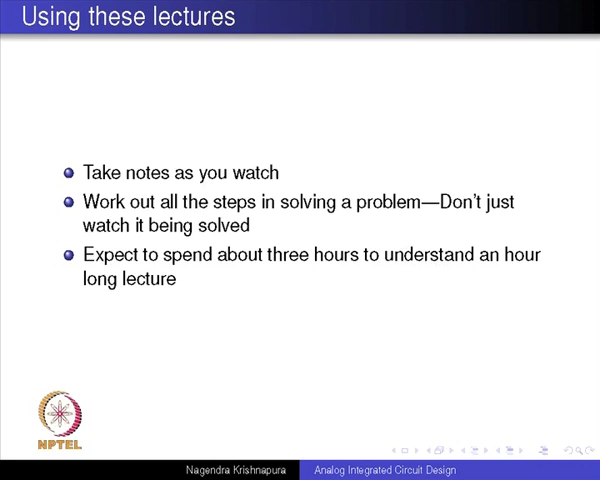 Using these lectures
Take notes as you watch
Work out all the steps in solving a problem—Don't just
watch it being solved
Expect to spend about three hours to understand an hour
long lecture
NPTEL
Nagendra Krishnapura
Analog Integrated Circuit Design